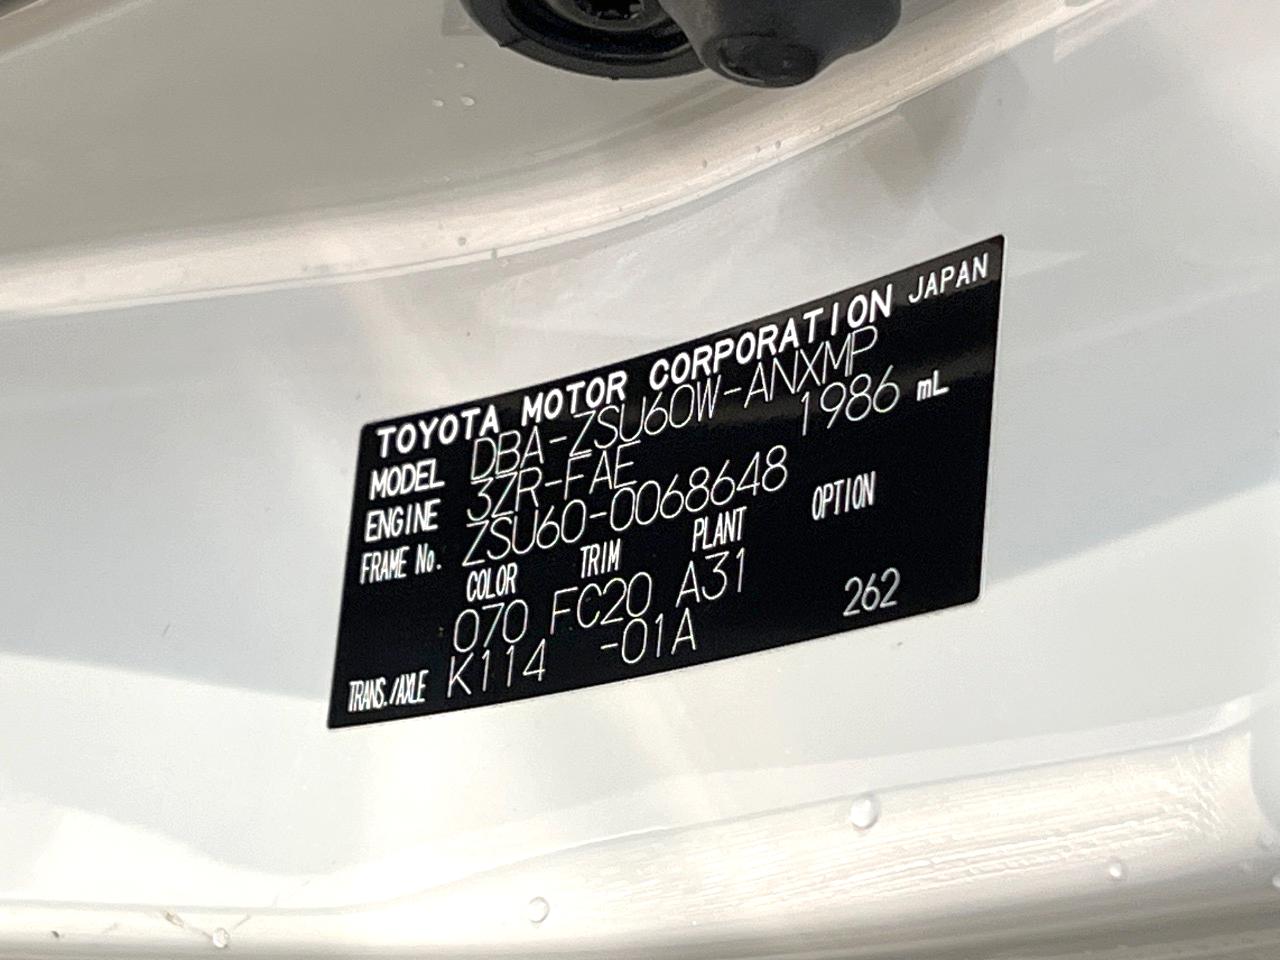 TOYOTA MOTOR CORPORATION JAPAN
MODEL DBA-ZSU60W-ANXMP
ENGINE 3ZR-FAE 1986 mL
FRAME No. ZSU60-0068648
COLOR TRIM PLANT OPTION
070 FC20 A31
TRANS./AXLE K114 -01A 262